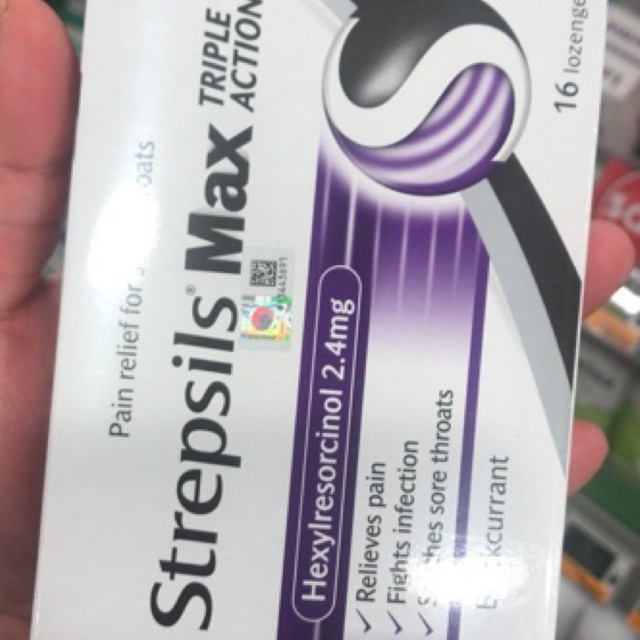 Pain relief for oats
Strepsils® Max TRIPLE
ACTION
Hexylresorcinol 2.4mg
✓ Relieves pain
✓ Fights infection
✓ S hes sore throats
b ckcurrant
16 lozenge